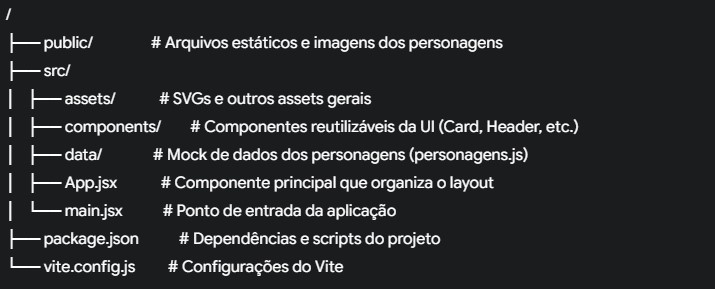 /
├── public/ # Arquivos estáticos e imagens dos personagens
├── src/
│ ├── assets/ # SVGs e outros assets gerais
│ ├── components/ # Componentes reutilizáveis da UI (Card, Header, etc.)
│ ├── data/ # Mock de dados dos personagens (personagens.js)
│ ├── App.jsx # Componente principal que organiza o layout
│ └── main.jsx # Ponto de entrada da aplicação
├── package.json # Dependências e scripts do projeto
└── vite.config.js # Configurações do Vite